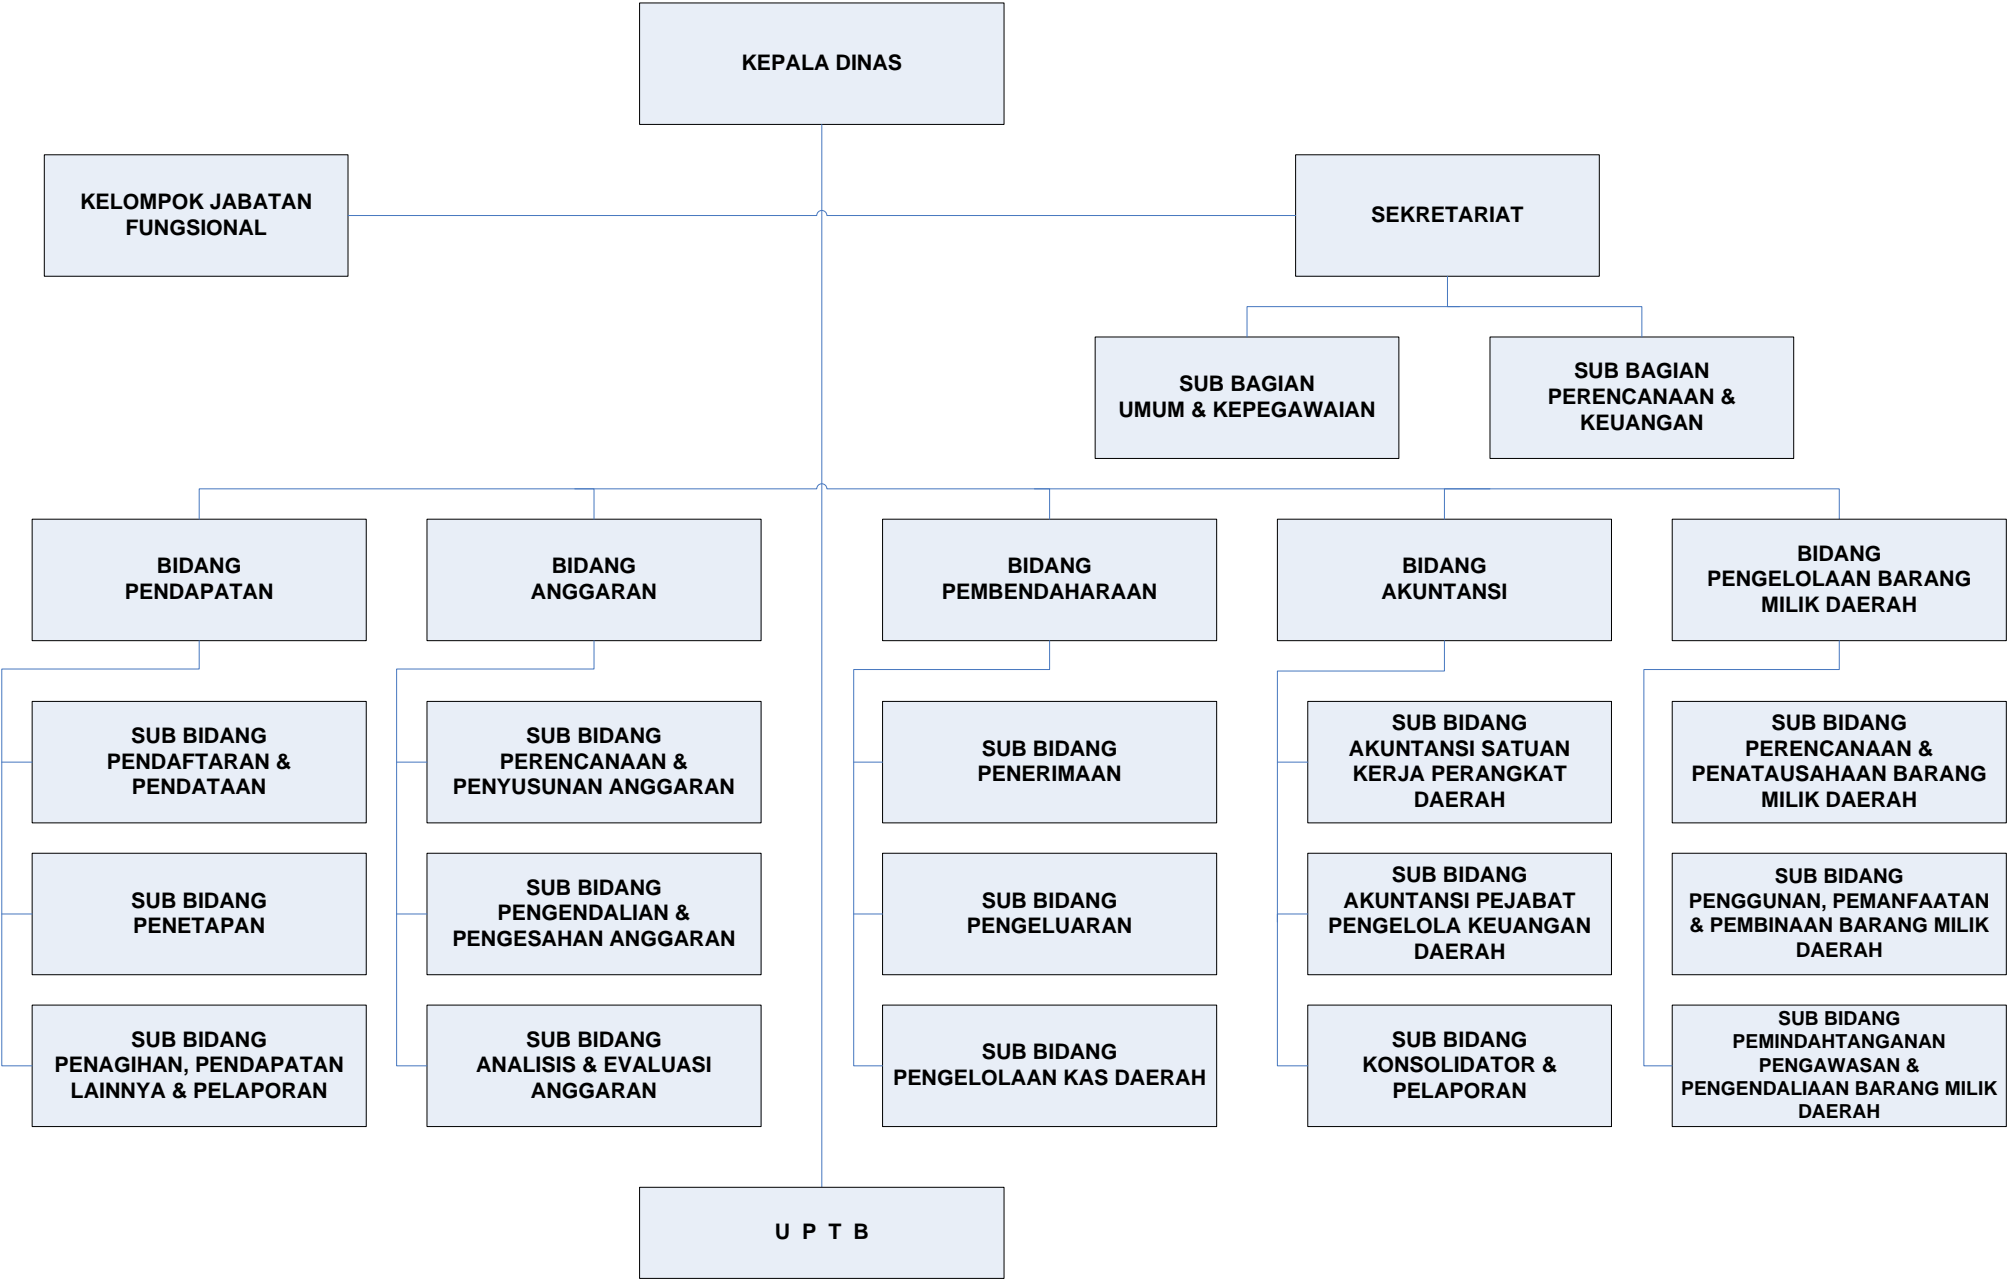 KEPALA DINAS
KELOMPOK JABATAN
FUNGSIONAL
SEKRETARIAT
SUB BAGIAN
UMUM & KEPEGAWAIAN
SUB BAGIAN
PERENCANAAN &
KEUANGAN
BIDANG
PENDAPATAN
BIDANG
ANGGARAN
BIDANG
PEMBENDAHARAAN
BIDANG
AKUNTANSI
BIDANG
PENGELOLAAN BARANG
MILIK DAERAH
SUB BIDANG
PENDAFTARAN &
PENDATAAN
SUB BIDANG
PERENCANAAN &
PENYUSUNAN ANGGARAN
SUB BIDANG
PENERIMAAN
SUB BIDANG
AKUNTANSI SATUAN
KERJA PERANGKAT
DAERAH
SUB BIDANG
PERENCANAAN &
PENATAUSAHAAN BARANG
MILIK DAERAH
SUB BIDANG
PENETAPAN
SUB BIDANG
PENGENDALIAN &
PENGESAHAN ANGGARAN
SUB BIDANG
PENGELUARAN
SUB BIDANG
AKUNTANSI PEJABAT
PENGELOLA KEUANGAN
DAERAH
SUB BIDANG
PENGGUNAN, PEMANFAATAN
& PEMBINAAN BARANG MILIK
DAERAH
SUB BIDANG
PENAGIHAN, PENDAPATAN
LAINNYA & PELAPORAN
SUB BIDANG
ANALISIS & EVALUASI
ANGGARAN
SUB BIDANG
PENGELOLAAN KAS DAERAH
SUB BIDANG
KONSOLIDATOR &
PELAPORAN
SUB BIDANG
PEMINDAHTANGANAN
PENGAWASAN &
PENGENDALIAAN BARANG MILIK
DAERAH
U P T B